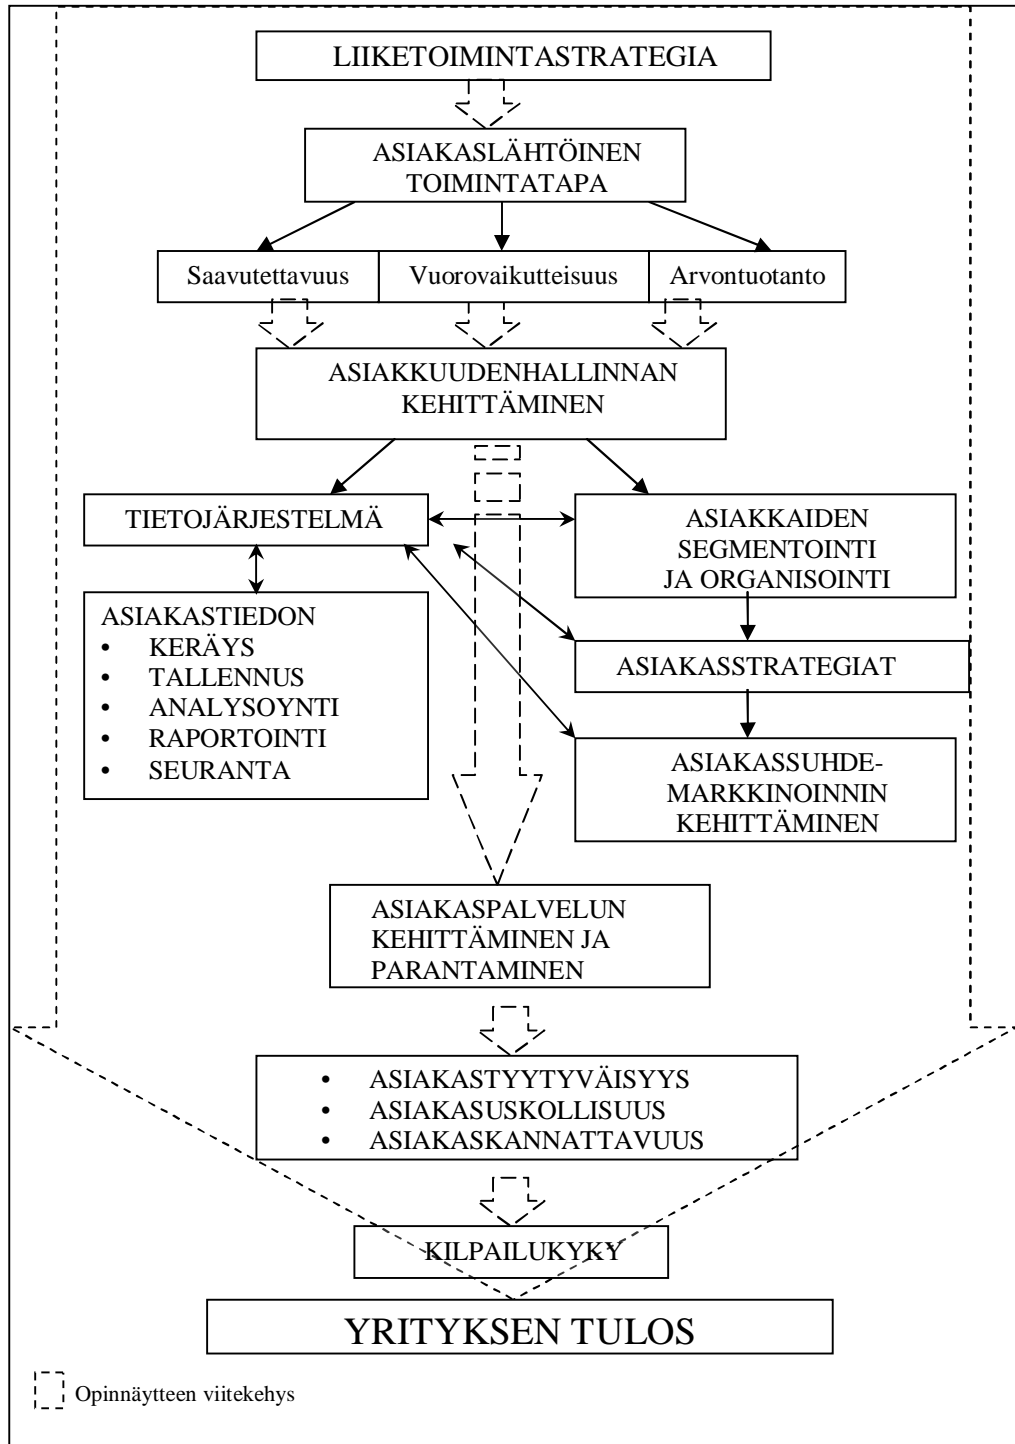 LIIKETOIMINTASTRATEGIA
ASIAKASLÄHTÖINEN
TOIMINTATAPA
Saavutettavuus
Vuorovaikutteisuus
Arvontuotanto
ASIAKKUUDENHALLINNAN
KEHITTÄMINEN
TIETOJÄRJESTELMÄ
ASIAKKAIDEN
SEGMENTOINTI
JA ORGANISOINTI
ASIAKASTIEDON
• KERÄYS
• TALLENNUS
• ANALYSOYNTI
• RAPORTOINTI
• SEURANTA
ASIAKASSTRATEGIAT
ASIAKASSUHDE-
MARKKINOINNIN
KEHITTÄMINEN
ASIAKASPALVELUN
KEHITTÄMINEN JA
PARANTAMINEN
• ASIAKASTYYTYVÄISYYS
• ASIAKASUSKOLLISUUS
• ASIAKASKANNATTAVUUS
KILPAILUKYKY
YRITYKSEN TULOS
Opinnäytteen viitekehys